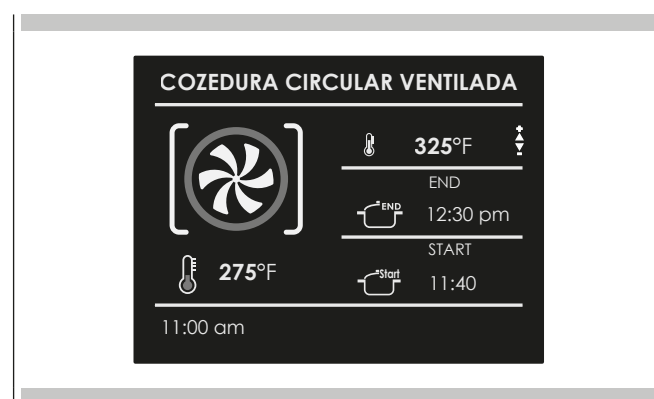 COZEDURA CIRCULAR VENTILADA
325°F
END
END
12:30 pm
START
275°F
Start
11:40
11:00 am